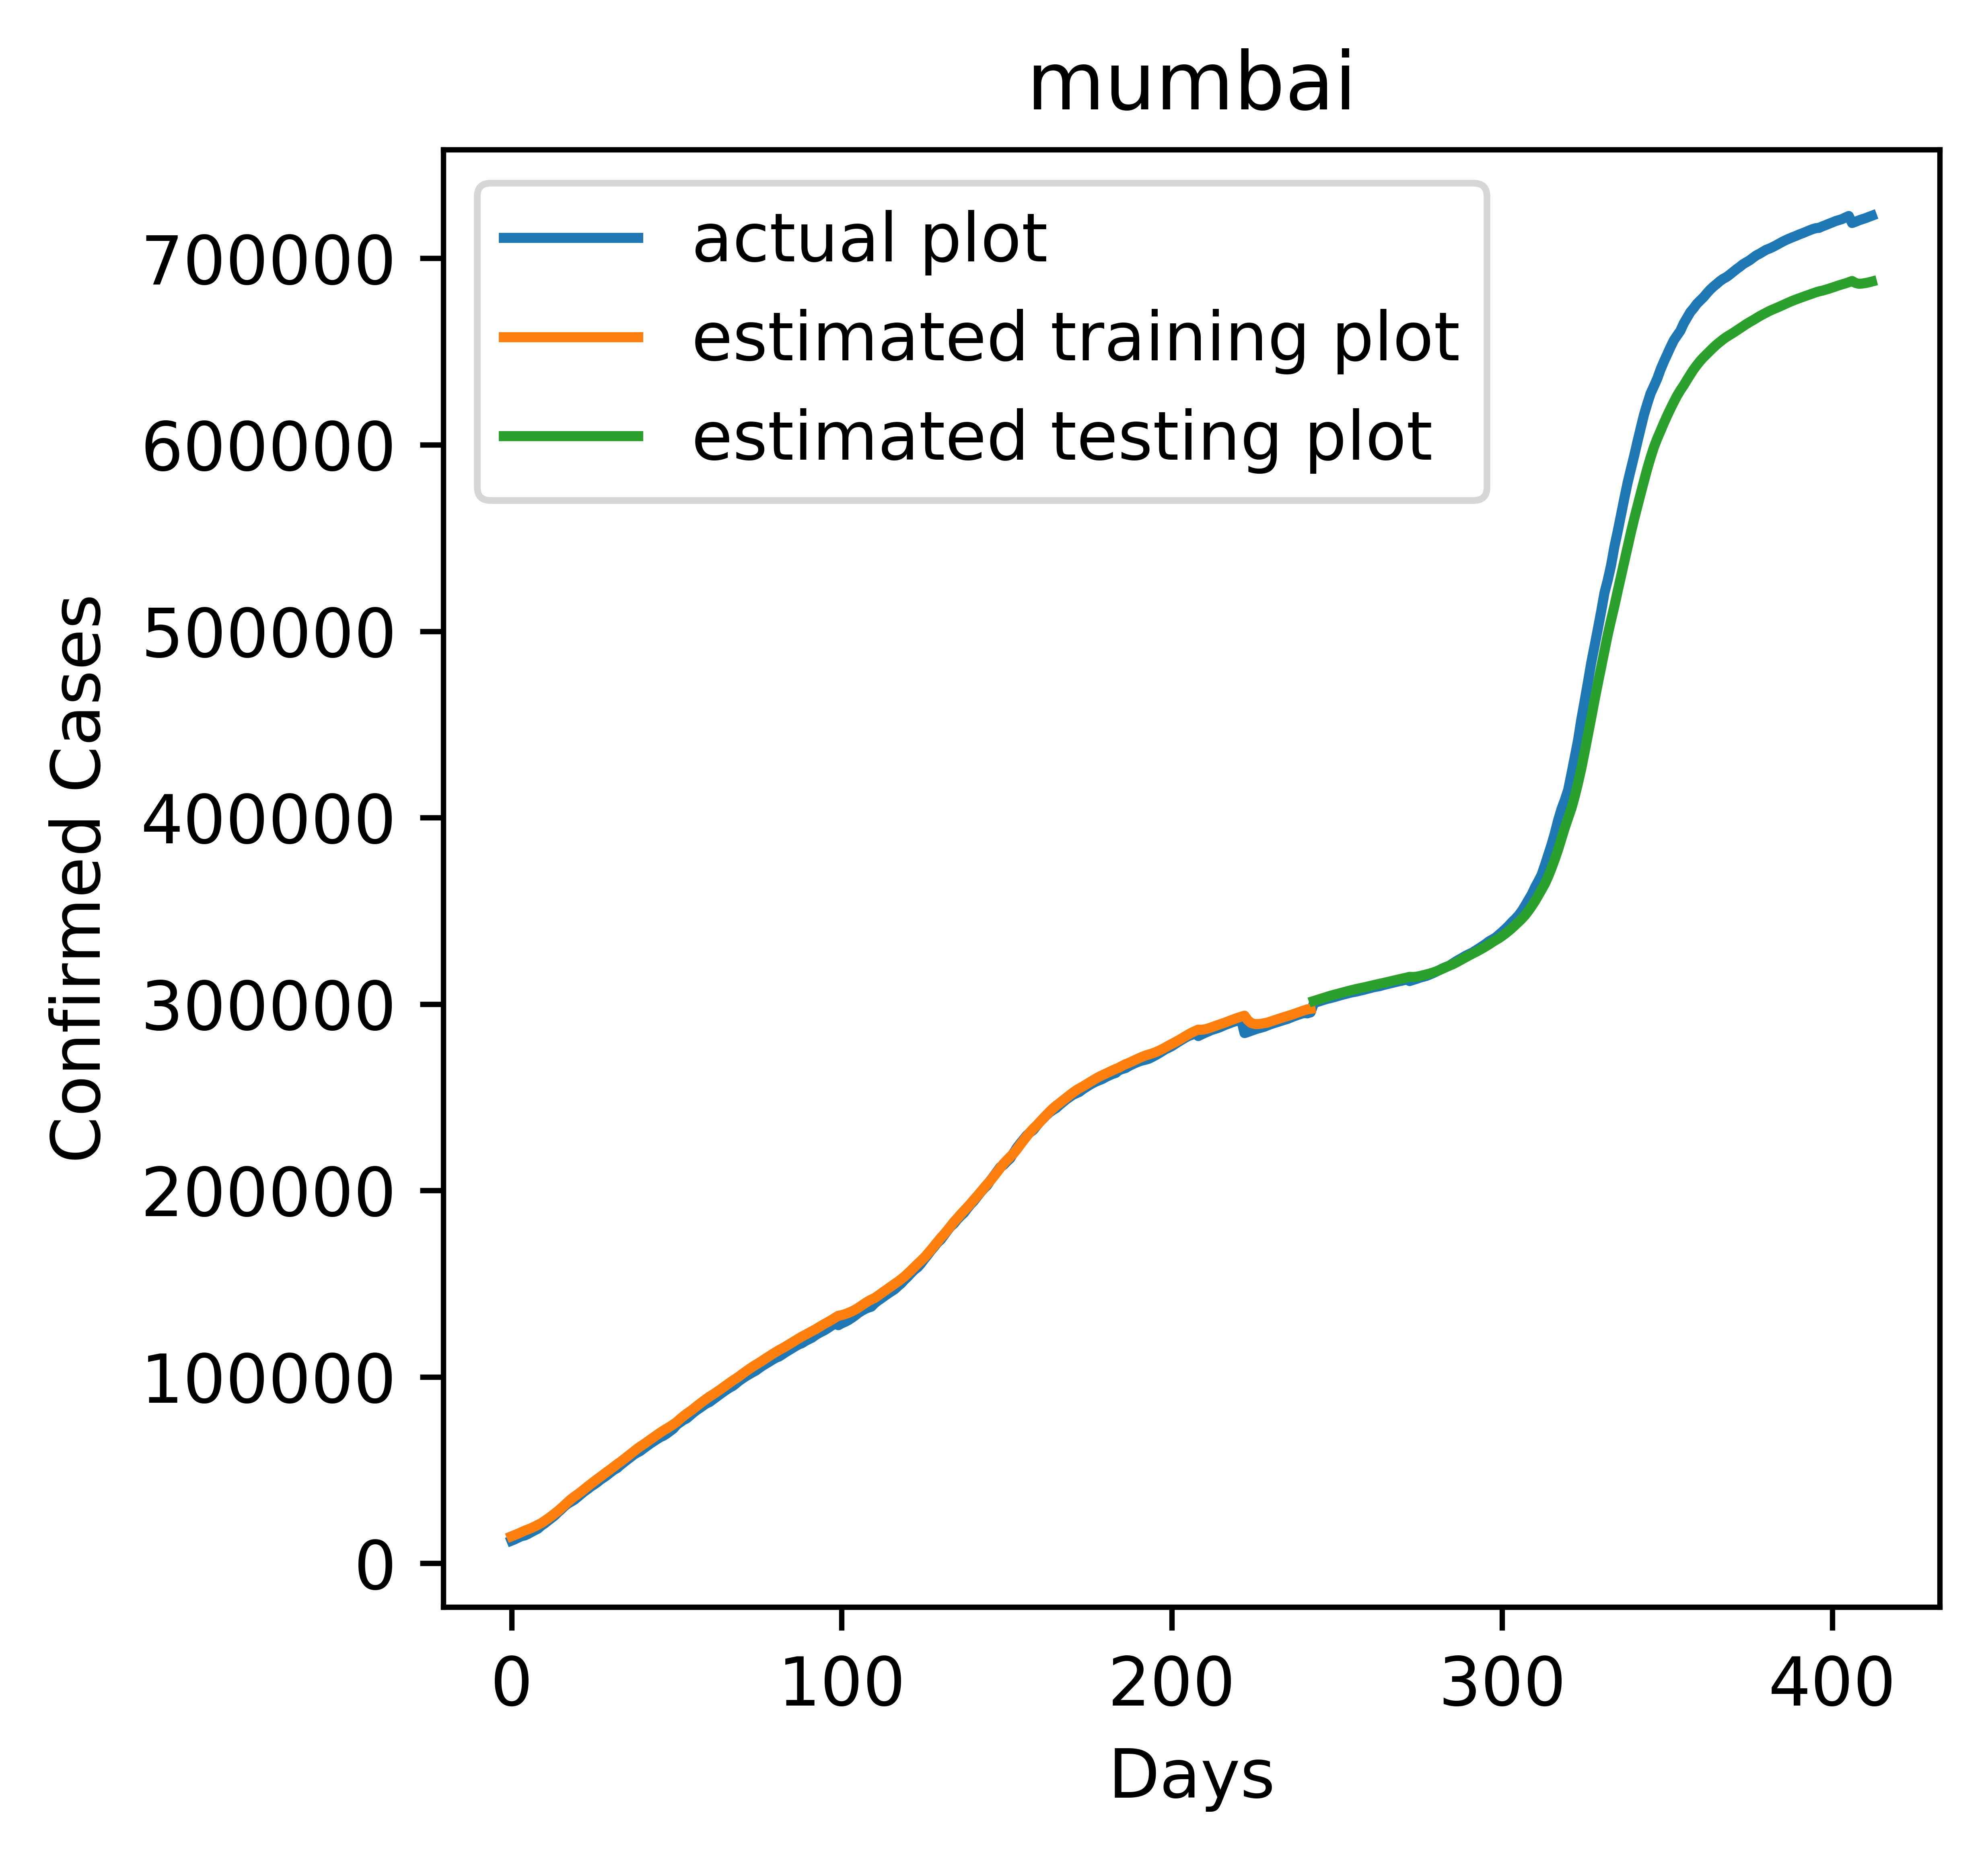 mumbai
actual plot
estimated training plot
estimated testing plot
Confirmed Cases
700000
600000
500000
400000
300000
200000
100000
0
0 100 200 300 400
Days